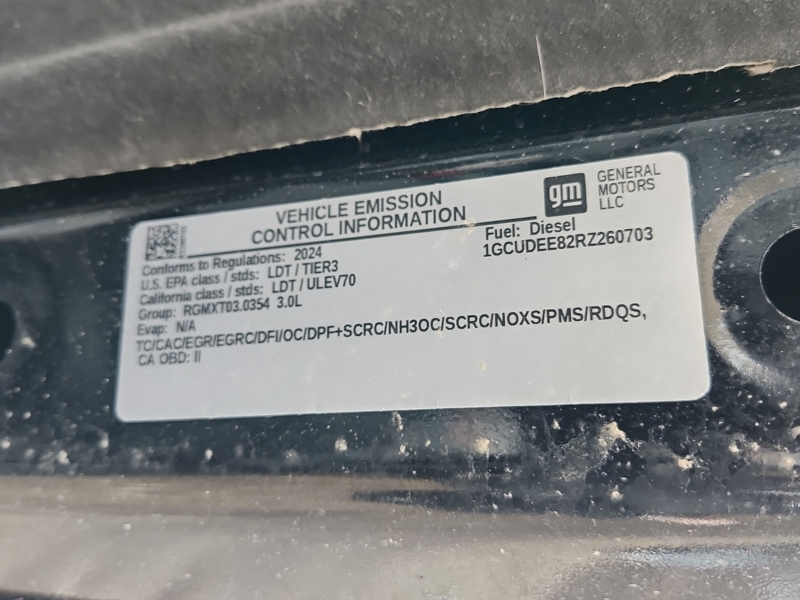 VEHICLE EMISSION
CONTROL INFORMATION
gm
GENERAL
MOTORS
LLC
Conforms to Regulations: 2024
U.S. EPA class / stds: LDT / TIER3
California class / stds: LDT / ULEV70
Group: RGMXT03.0354 3.0L
Evap: N/A
Fuel: Diesel
1GCUDEE82RZ260703
TC/CAC/EGR/EGRC/DFI/OC/DPF+SCRC/NH3OC/SCRC/NOXS/PMS/RDQS,
CA OBD: II